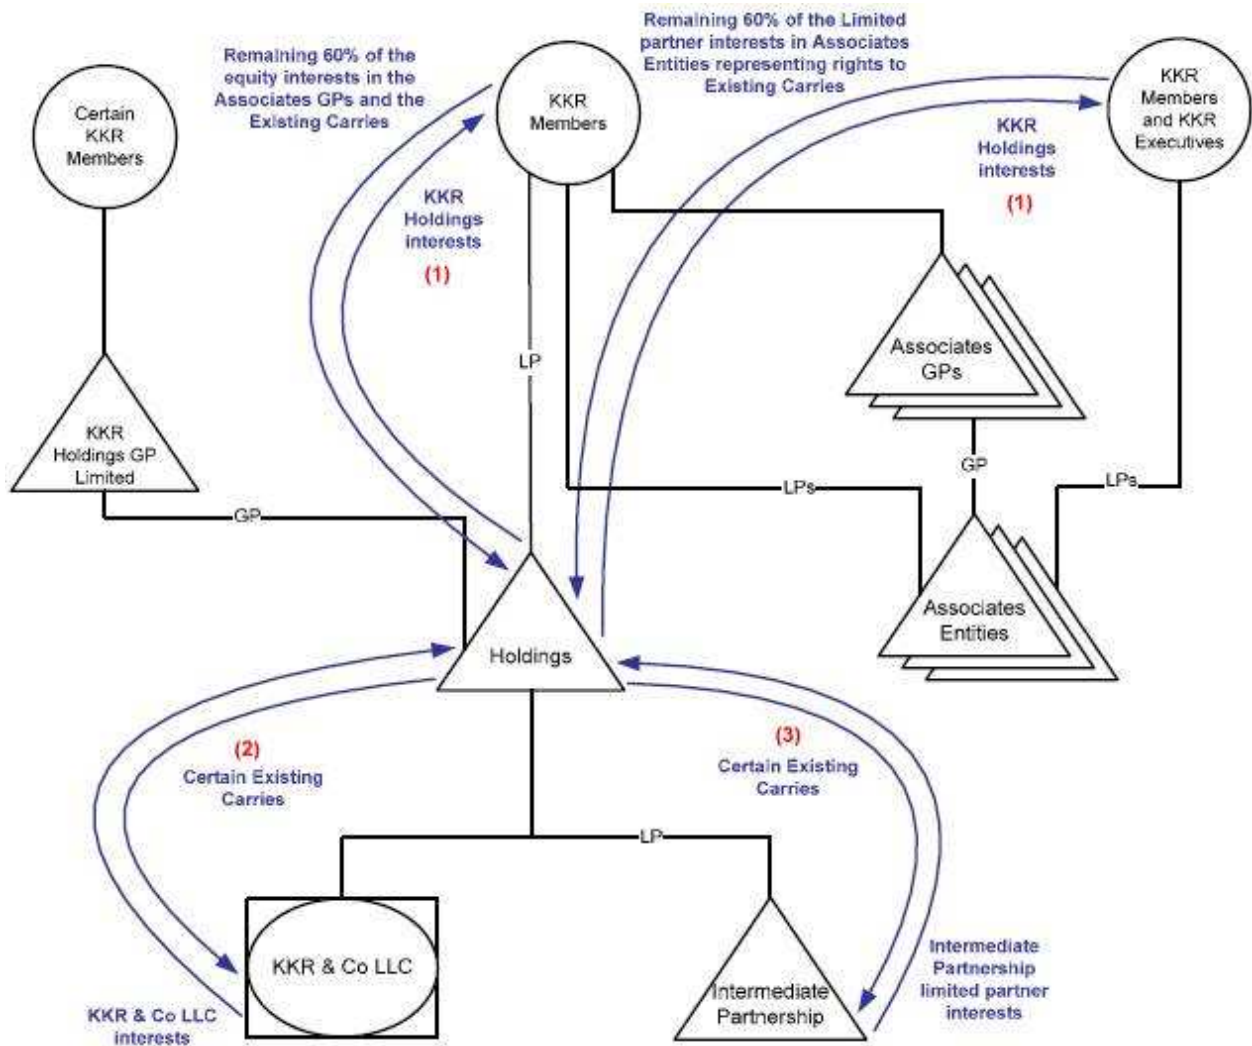 Remaining 60% of the
equity interests in the
Associates GPs and the
Existing Carries
Remaining 60% of the Limited
partner interests in Associates
Entities representing rights to
Existing Carries
Certain
KKR
Members
KKR
Members
KKR
Members
and KKR
Executives
KKR
Holdings
interests
(1)
KKR
Holdings
interests
(1)
LP
Associates
GPs
KKR
Holdings GP
Limited
GP
GP
LPs
LPs
Associates
Entities
Holdings
(2)
Certain Existing
Carries
(3)
Certain Existing
Carries
LP
KKR & Co LLC
Intermediate
Partnership
KKR & Co LLC
interests
Intermediate
Partnership
limited partner
interests